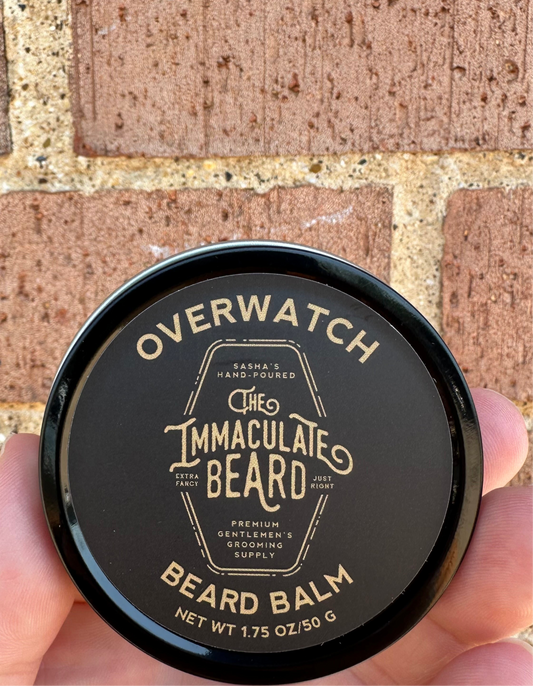 OVERWATCH
SASHA'S
HAND-POURED
THE
IMMACULATE
BEARD
EXTRA
FANCY
JUST
RIGHT
PREMIUM
GENTLEMEN'S
GROOMING
SUPPLY
BEARD BALM
NET WT 1.75 OZ/50 G